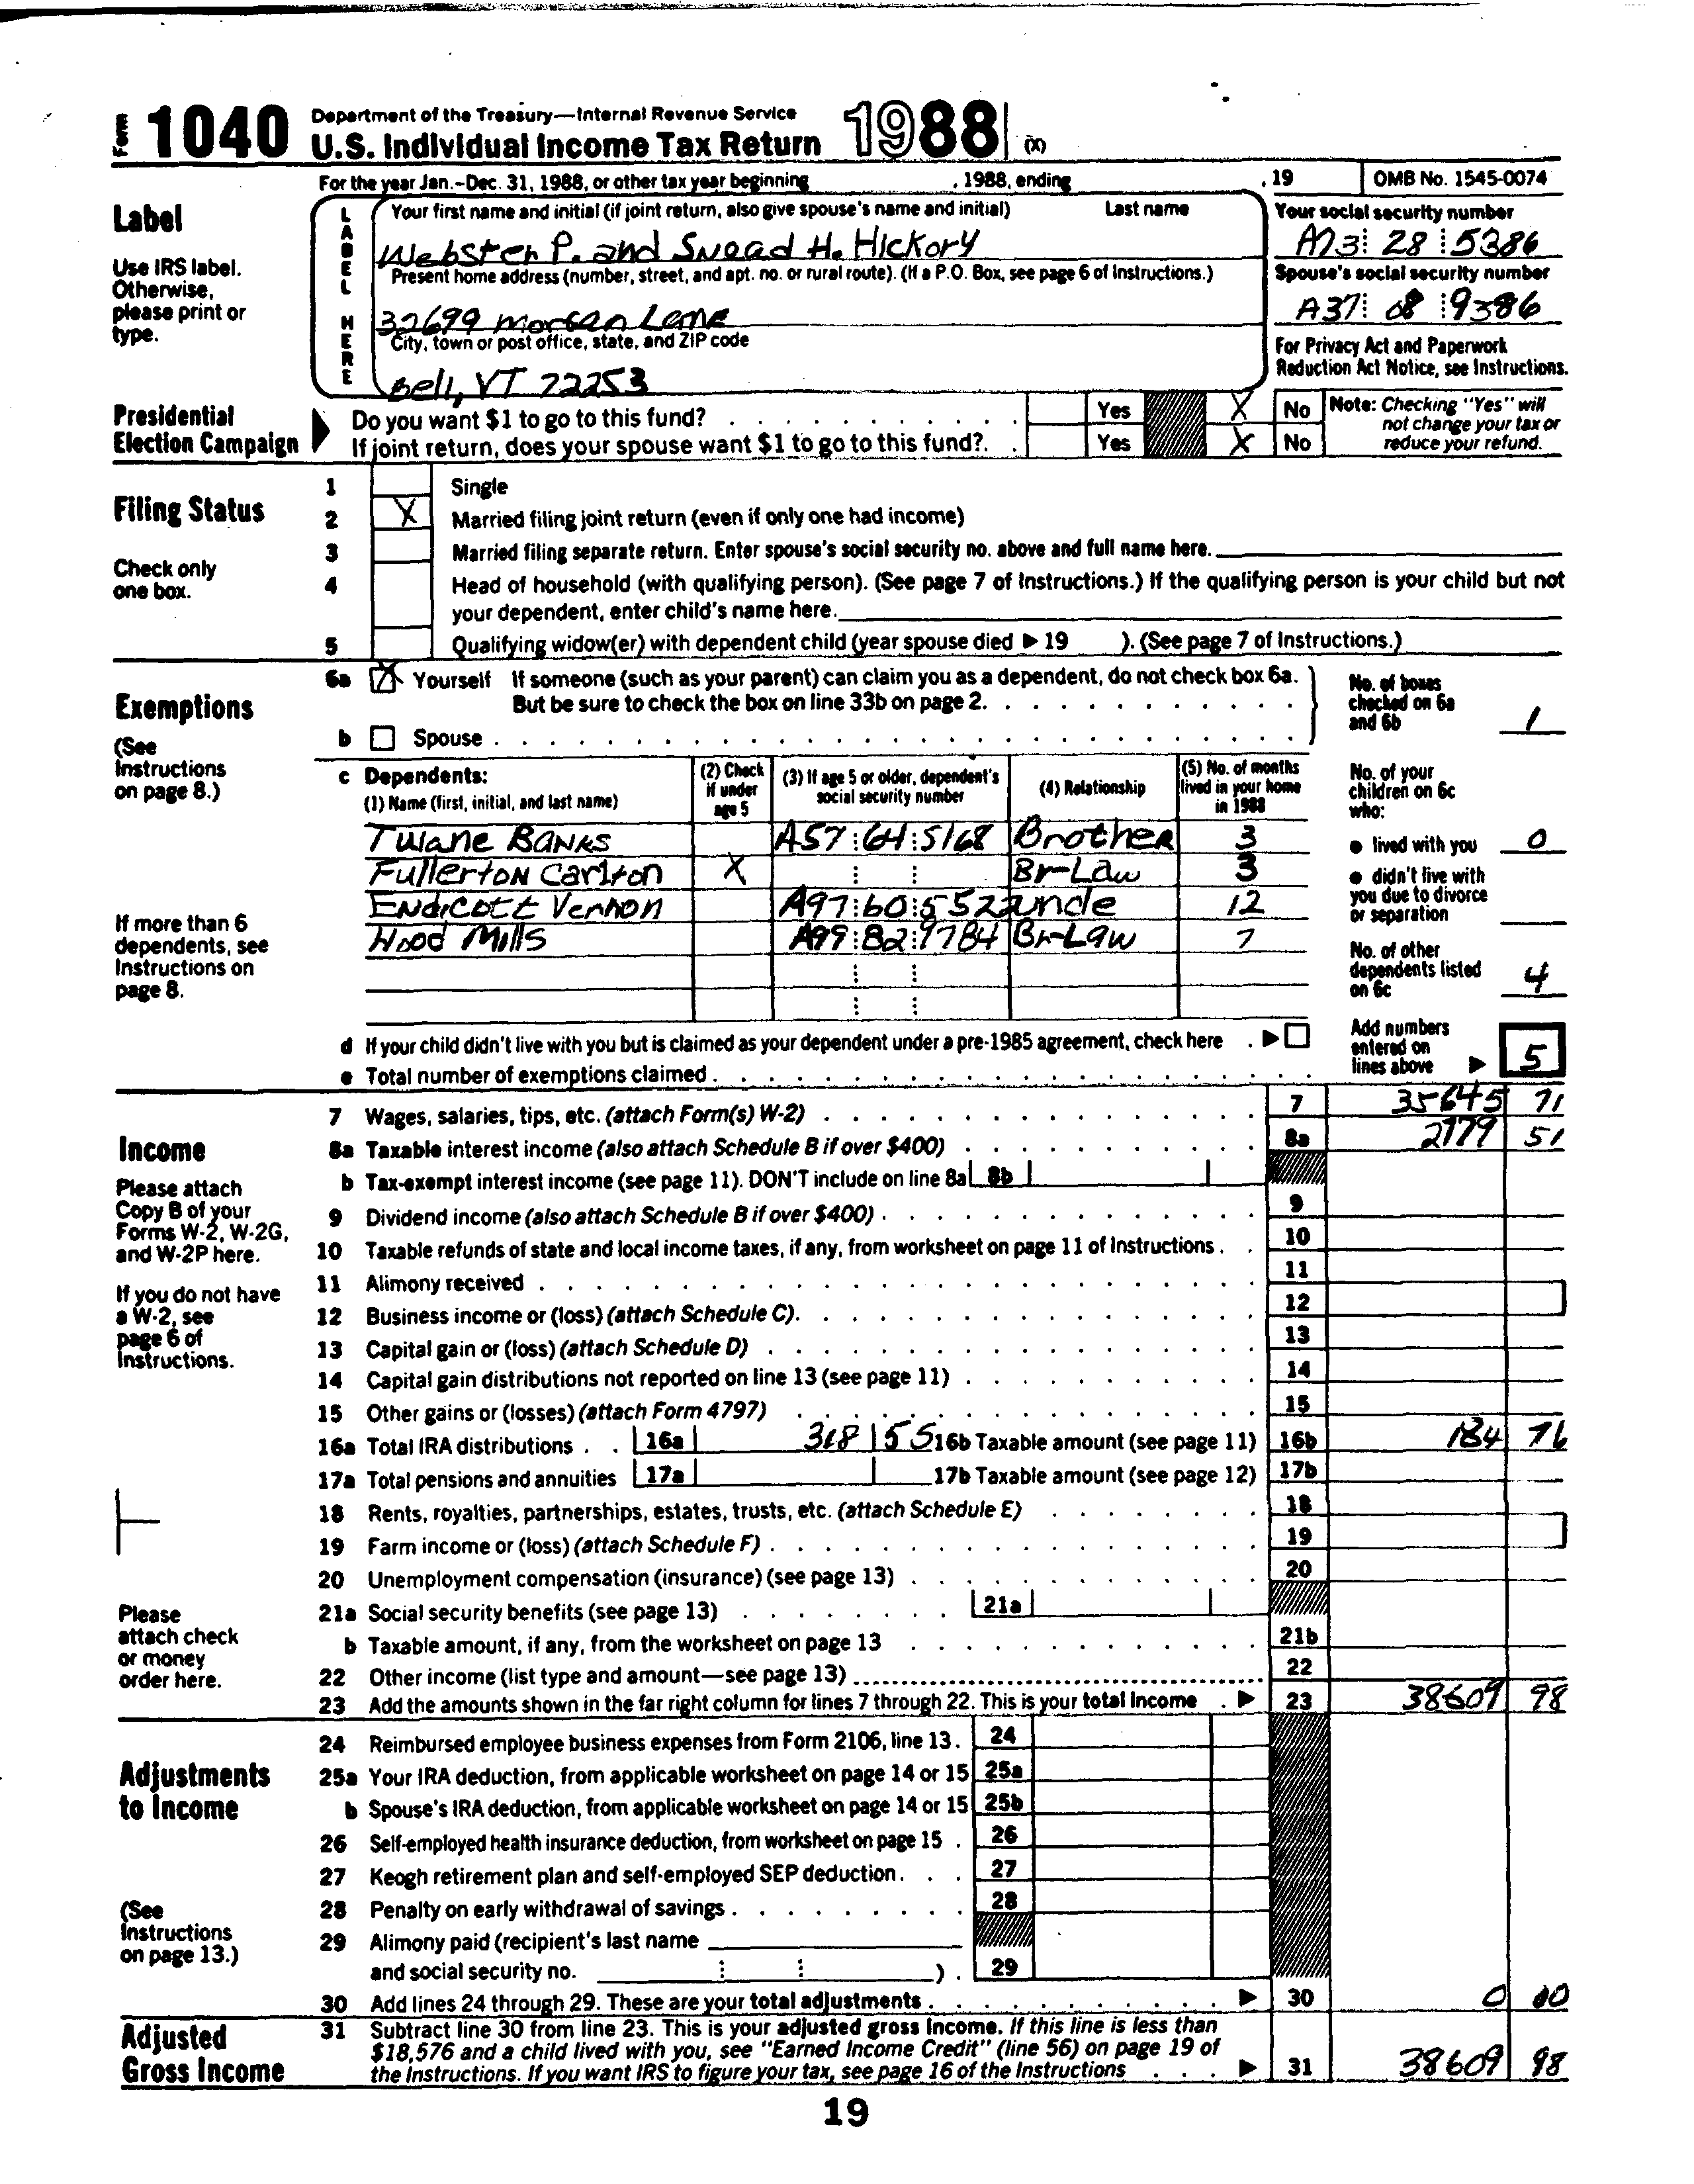 Form 1040 Department of the Treasury—Internal Revenue Service
U.S. Individual Income Tax Return 1988 (X)
For the year Jan.-Dec. 31, 1988, or other tax year beginning , 1988, ending , 19 OMB No. 1545-0074
Label
Use IRS label. Otherwise, please print or type.
LABEL HERE
Your first name and initial (if joint return, also give spouse's name and initial) Last name
Webster P. and Snead H. Hickory
Your social security number
A73 28 5386
Present home address (number, street, and apt. no. or rural route). (If a P.O. Box, see page 6 of Instructions.)
32699 Morgan Lane
Spouse's social security number
A37 08 9386
City, town or post office, state, and ZIP code
Bell, VT 72253
For Privacy Act and Paperwork Reduction Act Notice, see Instructions.
Presidential Election Campaign
Do you want $1 to go to this fund? Yes X No
If joint return, does your spouse want $1 to go to this fund? Yes X No
Note: Checking "Yes" will not change your tax or reduce your refund.
Filing Status
Check only one box.
1 Single
2 X Married filing joint return (even if only one had income)
3 Married filing separate return. Enter spouse's social security no. above and full name here.
4 Head of household (with qualifying person). (See page 7 of Instructions.) If the qualifying person is your child but not
your dependent, enter child's name here.
5 Qualifying widow(er) with dependent child (year spouse died ▶ 19 ). (See page 7 of Instructions.)
Exemptions
(See Instructions on page 8.)
6a X Yourself If someone (such as your parent) can claim you as a dependent, do not check box 6a.
But be sure to check the box on line 33b on page 2.
b Spouse
No. of boxes checked on 6a and 6b 1
c Dependents:
(1) Name (first, initial, and last name) (2) Check if under age 5 (3) If age 5 or older, dependent's social security number (4) Relationship (5) No. of months lived in your home in 1988
Tulane Banks A57 64 5168 Brother 3
Fullerton Carlton X Br-Law 3
Endicott Vernon A97 60 5522 uncle 12
Hood Mills A99 82 9784 Br-Law 7
If more than 6 dependents, see Instructions on page 8.
No. of your children on 6c who:
● lived with you 0
● didn't live with you due to divorce or separation
No. of other dependents listed on 6c 4
d If your child didn't live with you but is claimed as your dependent under a pre-1985 agreement, check here ▶
e Total number of exemptions claimed
Add numbers entered on lines above ▶ 5
Income
Please attach Copy B of your Forms W-2, W-2G, and W-2P here.
If you do not have a W-2, see page 6 of Instructions.
Please attach check or money order here.
7 Wages, salaries, tips, etc. (attach Form(s) W-2) 7 35645 71
8a Taxable interest income (also attach Schedule B if over $400) 8a 2779 51
b Tax-exempt interest income (see page 11). DON'T include on line 8a 8b
9 Dividend income (also attach Schedule B if over $400) 9
10 Taxable refunds of state and local income taxes, if any, from worksheet on page 11 of Instructions 10
11 Alimony received 11
12 Business income or (loss) (attach Schedule C) 12
13 Capital gain or (loss) (attach Schedule D) 13
14 Capital gain distributions not reported on line 13 (see page 11) 14
15 Other gains or (losses) (attach Form 4797) 15
16a Total IRA distributions 16a 318 55 16b Taxable amount (see page 11) 16b 184 76
17a Total pensions and annuities 17a 17b Taxable amount (see page 12) 17b
18 Rents, royalties, partnerships, estates, trusts, etc. (attach Schedule E) 18
19 Farm income or (loss) (attach Schedule F) 19
20 Unemployment compensation (insurance) (see page 13) 20
21a Social security benefits (see page 13) 21a
b Taxable amount, if any, from the worksheet on page 13 21b
22 Other income (list type and amount—see page 13) 22
23 Add the amounts shown in the far right column for lines 7 through 22. This is your total income ▶ 23 38609 98
Adjustments to Income
(See Instructions on page 13.)
24 Reimbursed employee business expenses from Form 2106, line 13. 24
25a Your IRA deduction, from applicable worksheet on page 14 or 15 25a
b Spouse's IRA deduction, from applicable worksheet on page 14 or 15 25b
26 Self-employed health insurance deduction, from worksheet on page 15 26
27 Keogh retirement plan and self-employed SEP deduction 27
28 Penalty on early withdrawal of savings 28
29 Alimony paid (recipient's last name
and social security no. ) 29
30 Add lines 24 through 29. These are your total adjustments ▶ 30 0 00
Adjusted Gross Income
31 Subtract line 30 from line 23. This is your adjusted gross income. If this line is less than
$18,576 and a child lived with you, see "Earned Income Credit" (line 56) on page 19 of
the Instructions. If you want IRS to figure your tax, see page 16 of the Instructions ▶ 31 38609 98
19